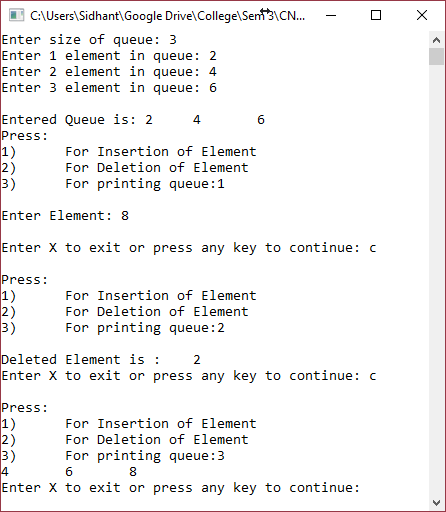 C:\Users\Sidhant\Google Drive\College\Sem 3\CN...
Enter size of queue: 3
Enter 1 element in queue: 2
Enter 2 element in queue: 4
Enter 3 element in queue: 6
Entered Queue is: 2     4       6
Press:
1)      For Insertion of Element
2)      For Deletion of Element
3)      For printing queue:1
Enter Element: 8
Enter X to exit or press any key to continue: c
Press:
1)      For Insertion of Element
2)      For Deletion of Element
3)      For printing queue:2
Deleted Element is :    2
Enter X to exit or press any key to continue: c
Press:
1)      For Insertion of Element
2)      For Deletion of Element
3)      For printing queue:3
4       6       8
Enter X to exit or press any key to continue: